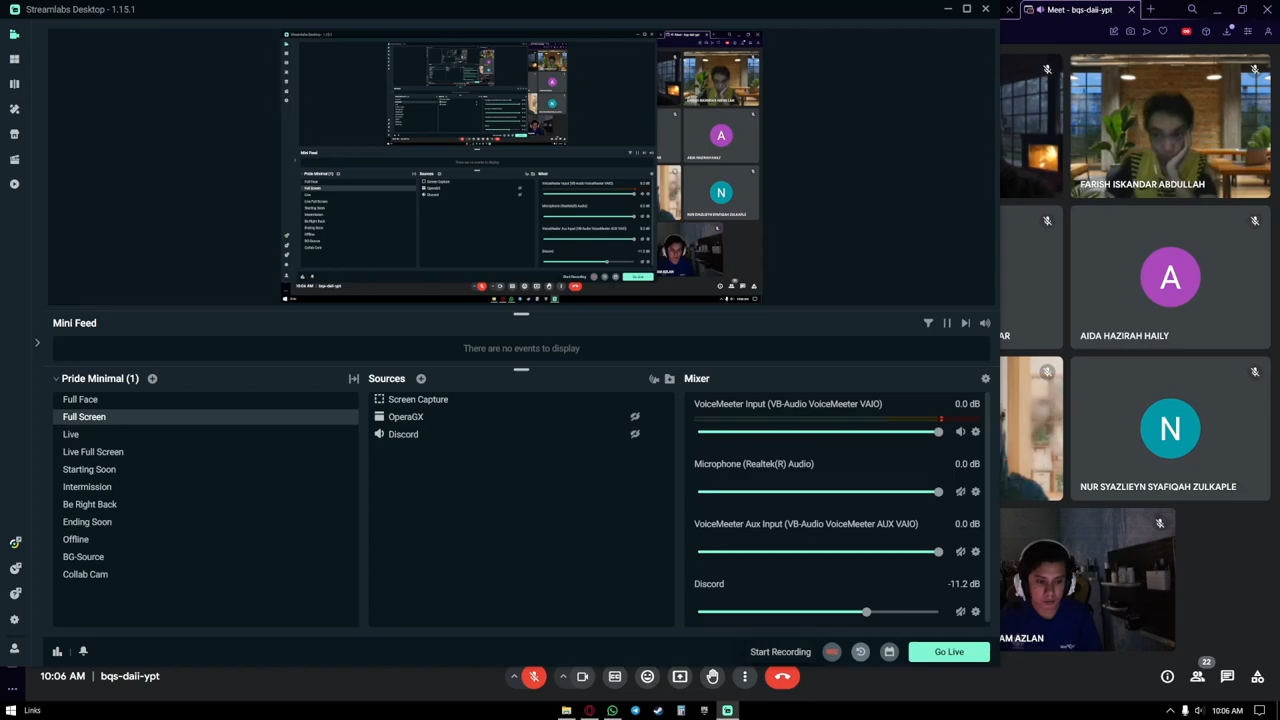 Streamlabs Desktop - 1.15.1
Meet - bqs-daii-ypt
Mini Feed
There are no events to display
Pride Minimal (1)
Full Face
Full Screen
Live
Live Full Screen
Starting Soon
Intermission
Be Right Back
Ending Soon
Offline
BG-Source
Collab Cam
Sources
Screen Capture
OperaGX
Discord
Mixer
VoiceMeeter Input (VB-Audio VoiceMeeter VAIO) 0.0 dB
Microphone (Realtek(R) Audio) 0.0 dB
VoiceMeeter Aux Input (VB-Audio VoiceMeeter AUX VAIO) 0.0 dB
Discord -11.2 dB
Start Recording
REC
Go Live
FARISH ISKANDAR ABDULLAH
AR
A
AIDA HAZIRAH HAILY
N
NUR SYAZLIEYN SYAFIQAH ZULKAPLE
AM AZLAN
22
10:06 AM bqs-daii-ypt
Links
10:06 AM